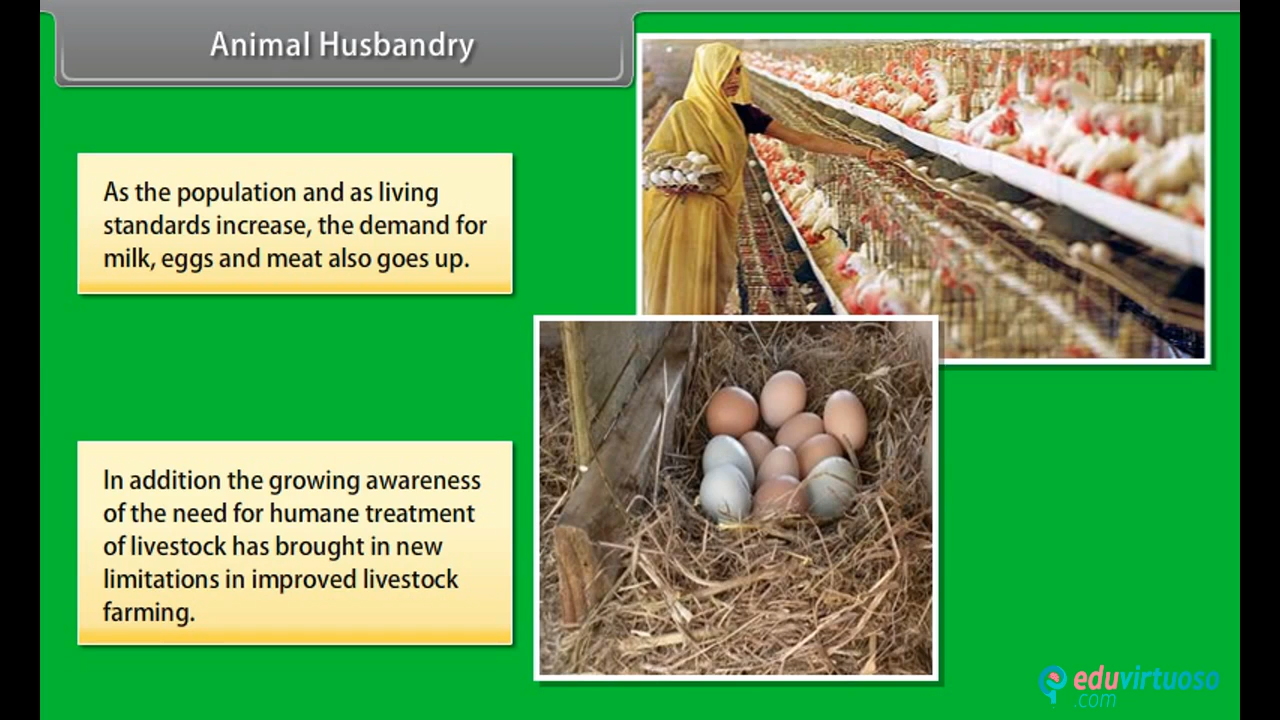 Animal Husbandry
As the population and as living
standards increase, the demand for
milk, eggs and meat also goes up.
In addition the growing awareness
of the need for humane treatment
of livestock has brought in new
limitations in improved livestock
farming.
eduvirtuoso
.com